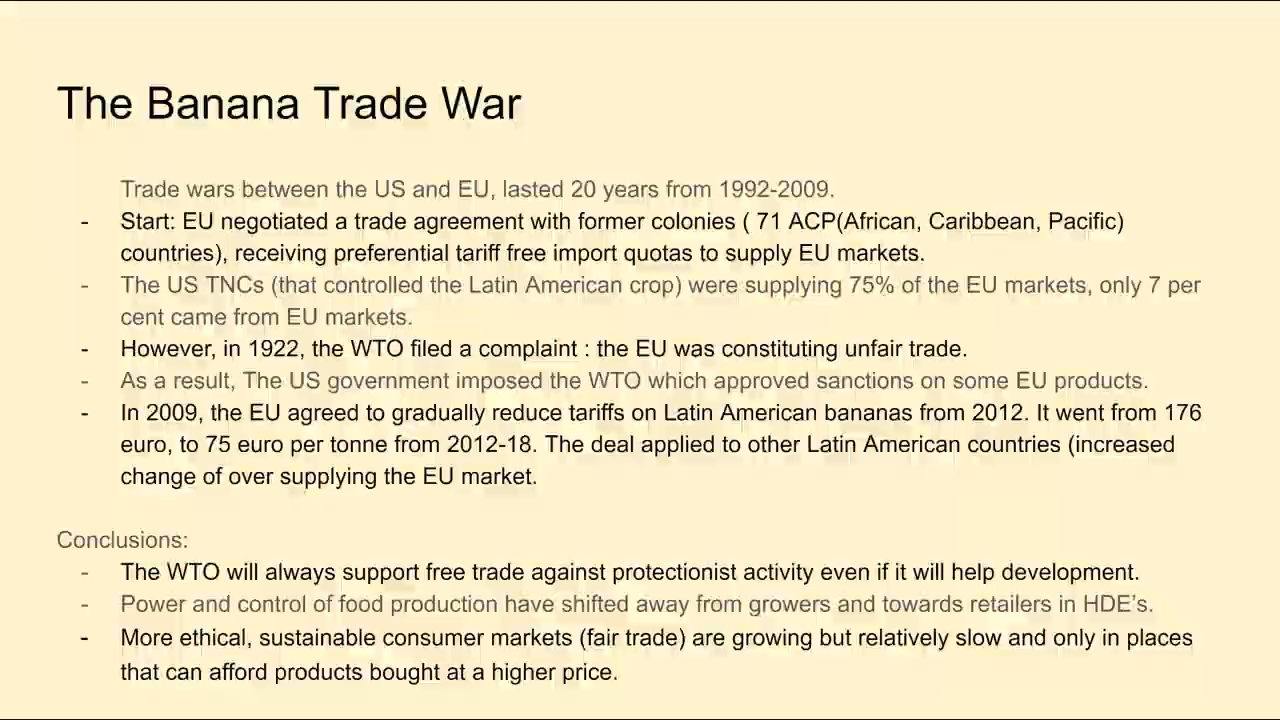 The Banana Trade War
Trade wars between the US and EU, lasted 20 years from 1992-2009.
- Start: EU negotiated a trade agreement with former colonies ( 71 ACP(African, Caribbean, Pacific)
countries), receiving preferential tariff free import quotas to supply EU markets.
- The US TNCs (that controlled the Latin American crop) were supplying 75% of the EU markets, only 7 per
cent came from EU markets.
- However, in 1922, the WTO filed a complaint : the EU was constituting unfair trade.
- As a result, The US government imposed the WTO which approved sanctions on some EU products.
- In 2009, the EU agreed to gradually reduce tariffs on Latin American bananas from 2012. It went from 176
euro, to 75 euro per tonne from 2012-18. The deal applied to other Latin American countries (increased
change of over supplying the EU market.
Conclusions:
- The WTO will always support free trade against protectionist activity even if it will help development.
- Power and control of food production have shifted away from growers and towards retailers in HDE's.
- More ethical, sustainable consumer markets (fair trade) are growing but relatively slow and only in places
that can afford products bought at a higher price.